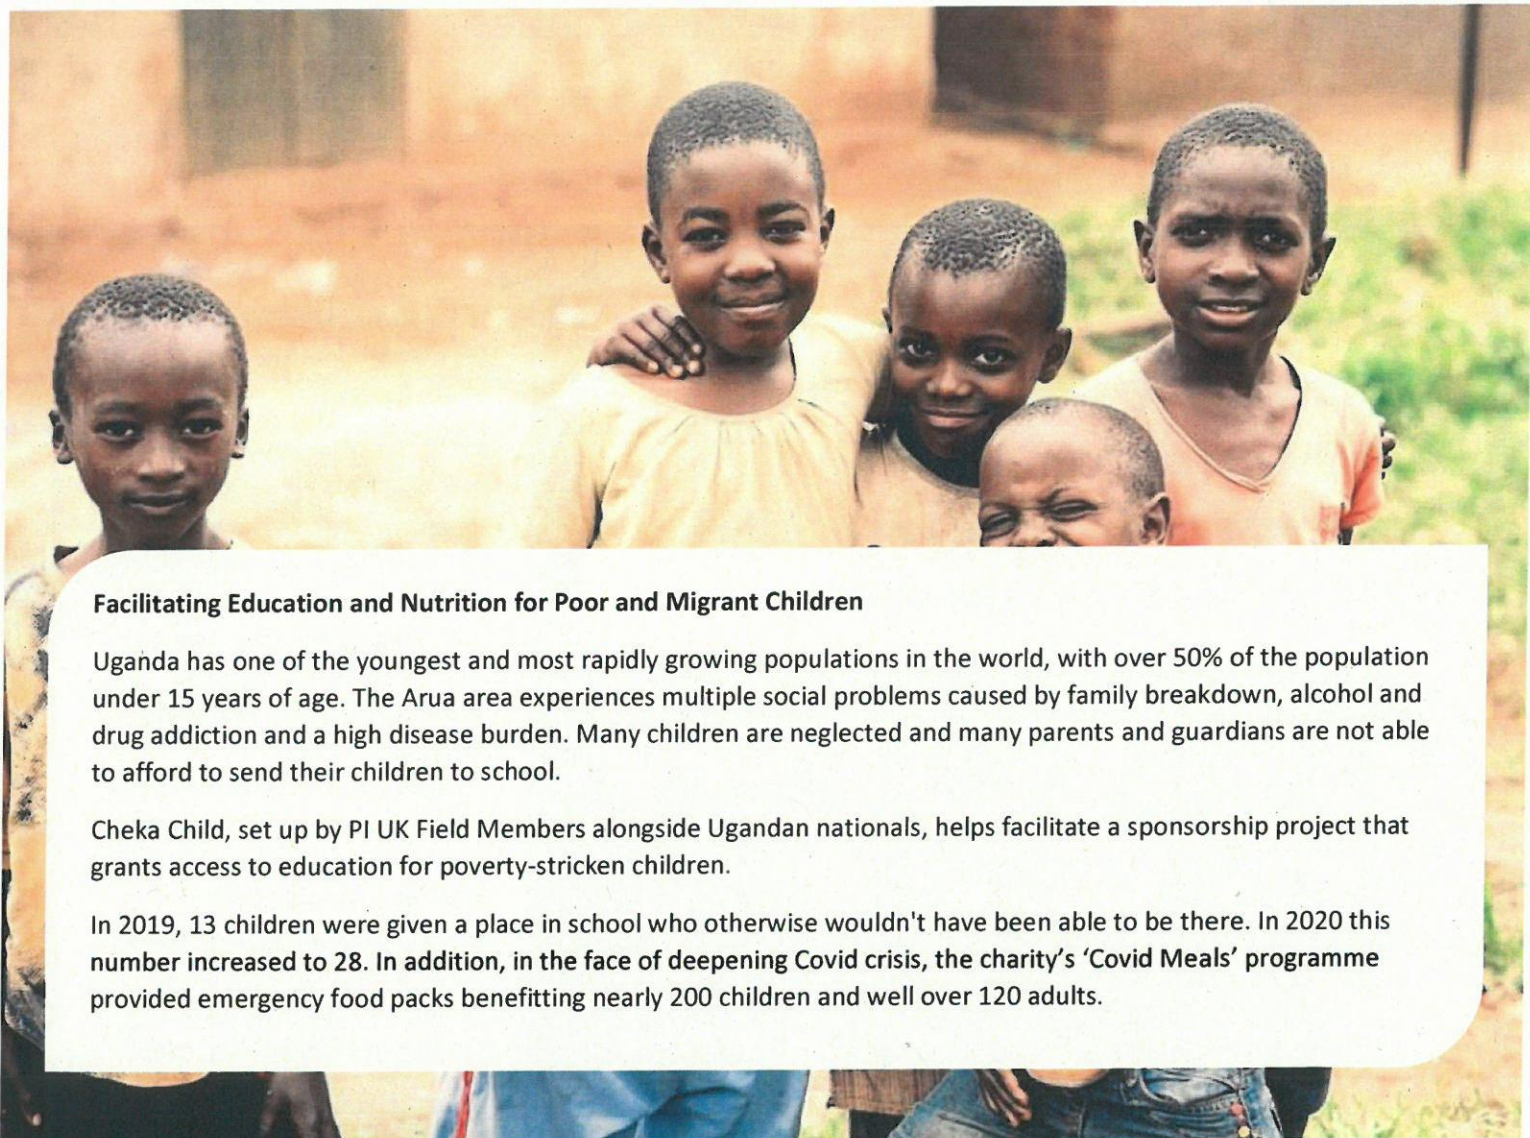 Facilitating Education and Nutrition for Poor and Migrant Children
Uganda has one of the youngest and most rapidly growing populations in the world, with over 50% of the population
under 15 years of age. The Arua area experiences multiple social problems caused by family breakdown, alcohol and
drug addiction and a high disease burden. Many children are neglected and many parents and guardians are not able
to afford to send their children to school.
Cheka Child, set up by PI UK Field Members alongside Ugandan nationals, helps facilitate a sponsorship project that
grants access to education for poverty-stricken children.
In 2019, 13 children were given a place in school who otherwise wouldn't have been able to be there. In 2020 this
number increased to 28. In addition, in the face of deepening Covid crisis, the charity's ‘Covid Meals’ programme
provided emergency food packs benefitting nearly 200 children and well over 120 adults.